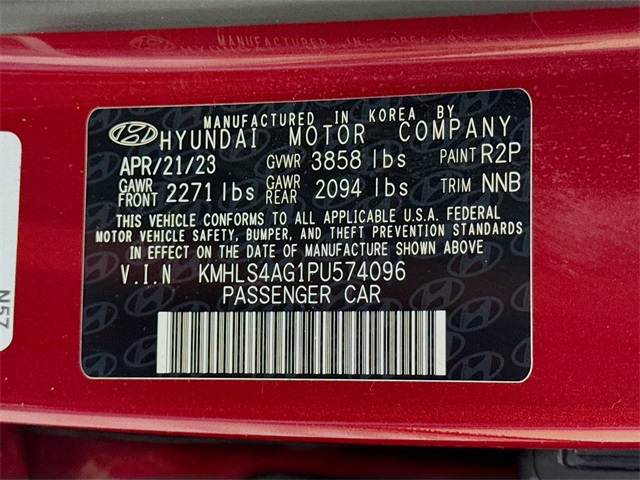 MANUFACTURED IN KOREA BY
HYUNDAI MOTOR COMPANY
APR/21/23 GVWR 3858 lbs PAINT R2P
GAWR FRONT 2271 lbs GAWR REAR 2094 lbs TRIM NNB
THIS VEHICLE CONFORMS TO ALL APPLICABLE U.S.A. FEDERAL
MOTOR VEHICLE SAFETY, BUMPER, AND THEFT PREVENTION STANDARDS
IN EFFECT ON THE DATE OF MANUFACTURE SHOWN ABOVE
V.I.N KMHLS4AG1PU574096
PASSENGER CAR
N57